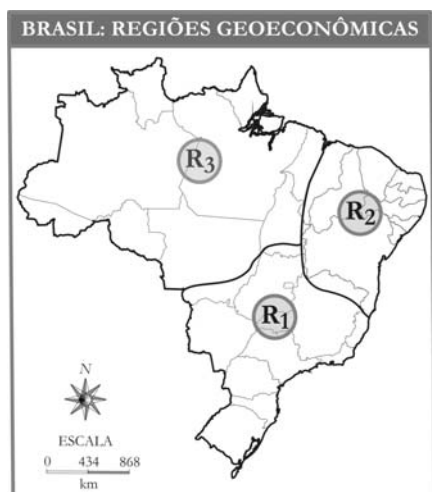 BRASIL: REGIÕES GEOECONÔMICAS
R3
R2
R1
N
ESCALA
0 434 868
km